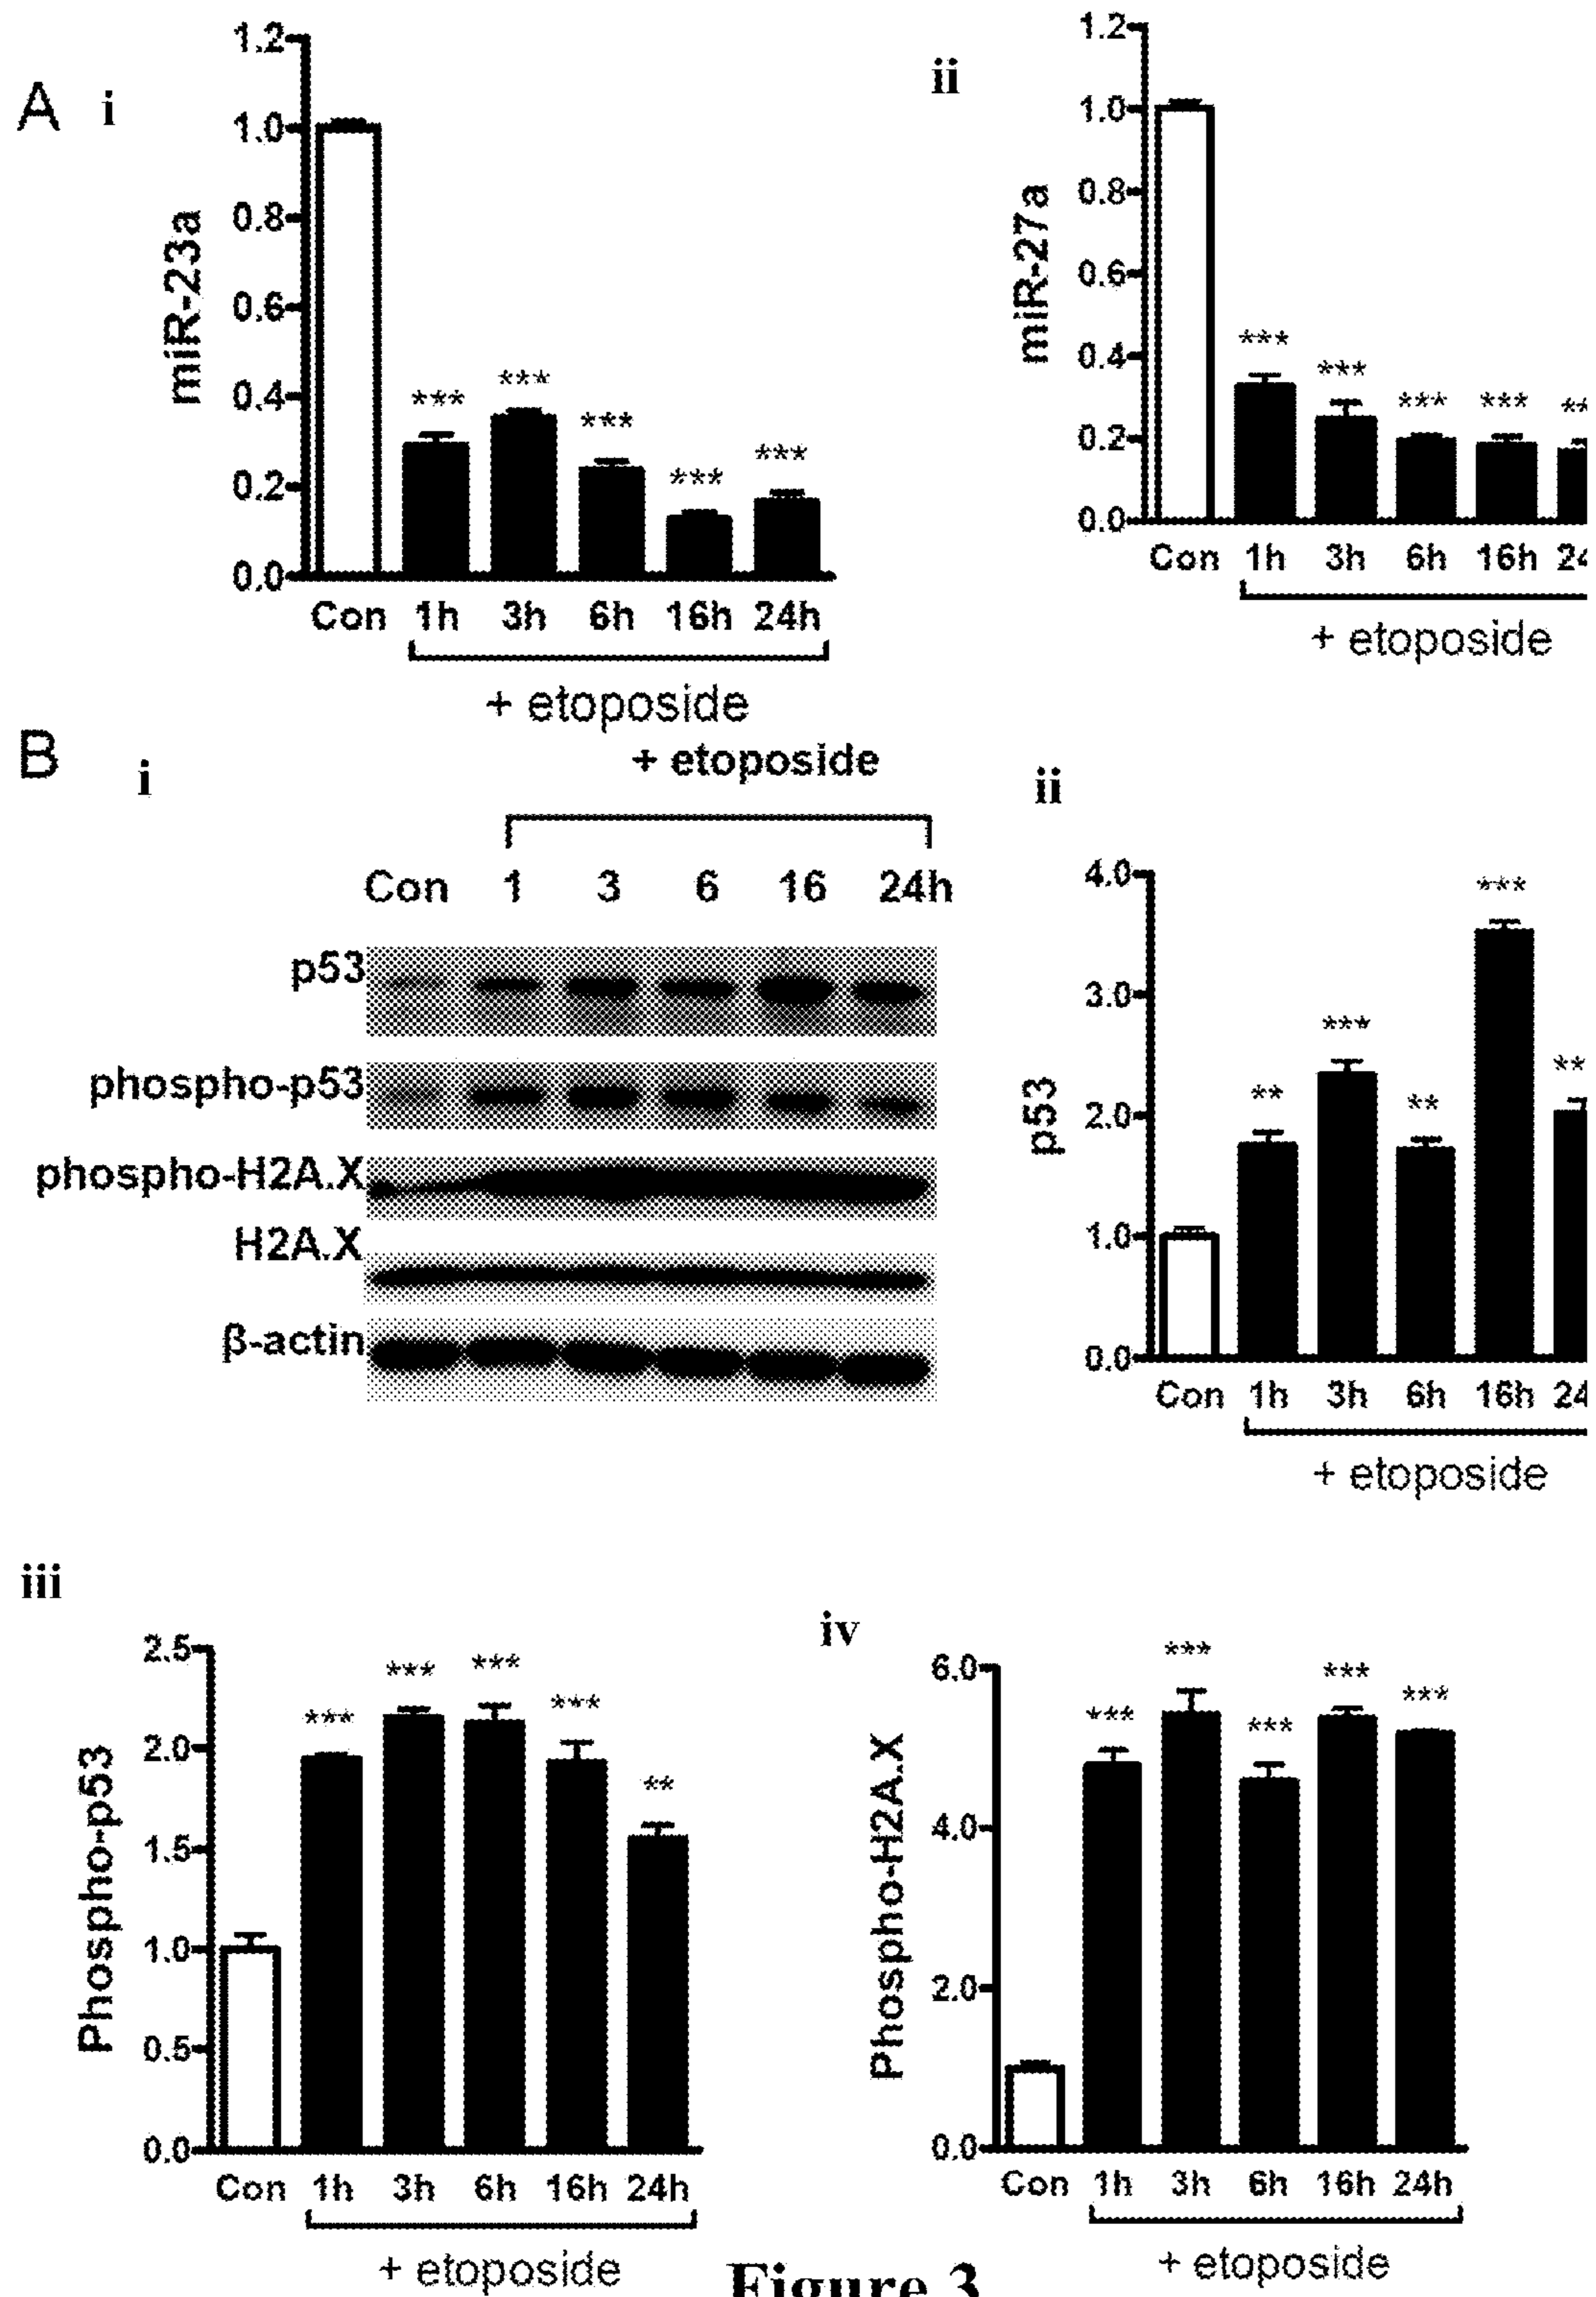 A i
1.2
1.0
0.8
0.6
0.4
0.2
0.0
miR-23a
***
***
***
***
***
Con 1h 3h 6h 16h 24h
+ etoposide
ii
1.2
1.0
0.8
0.6
0.4
0.2
0.0
miR-27a
***
***
***
***
**
Con 1h 3h 6h 16h 24
+ etoposide
B i
+ etoposide
Con 1 3 6 16 24h
p53
phospho-p53
phospho-H2A.X
H2A.X
β-actin
ii
4.0
3.0
2.0
1.0
0.0
p53
**
***
**
***
**
Con 1h 3h 6h 16h 24
+ etoposide
iii
2.5
2.0
1.5
1.0
0.5
0.0
Phospho-p53
***
***
***
***
**
Con 1h 3h 6h 16h 24h
+ etoposide
iv
6.0
4.0
2.0
0.0
Phospho-H2A.X
***
***
***
***
***
Con 1h 3h 6h 16h 24h
+ etoposide
Figure 3